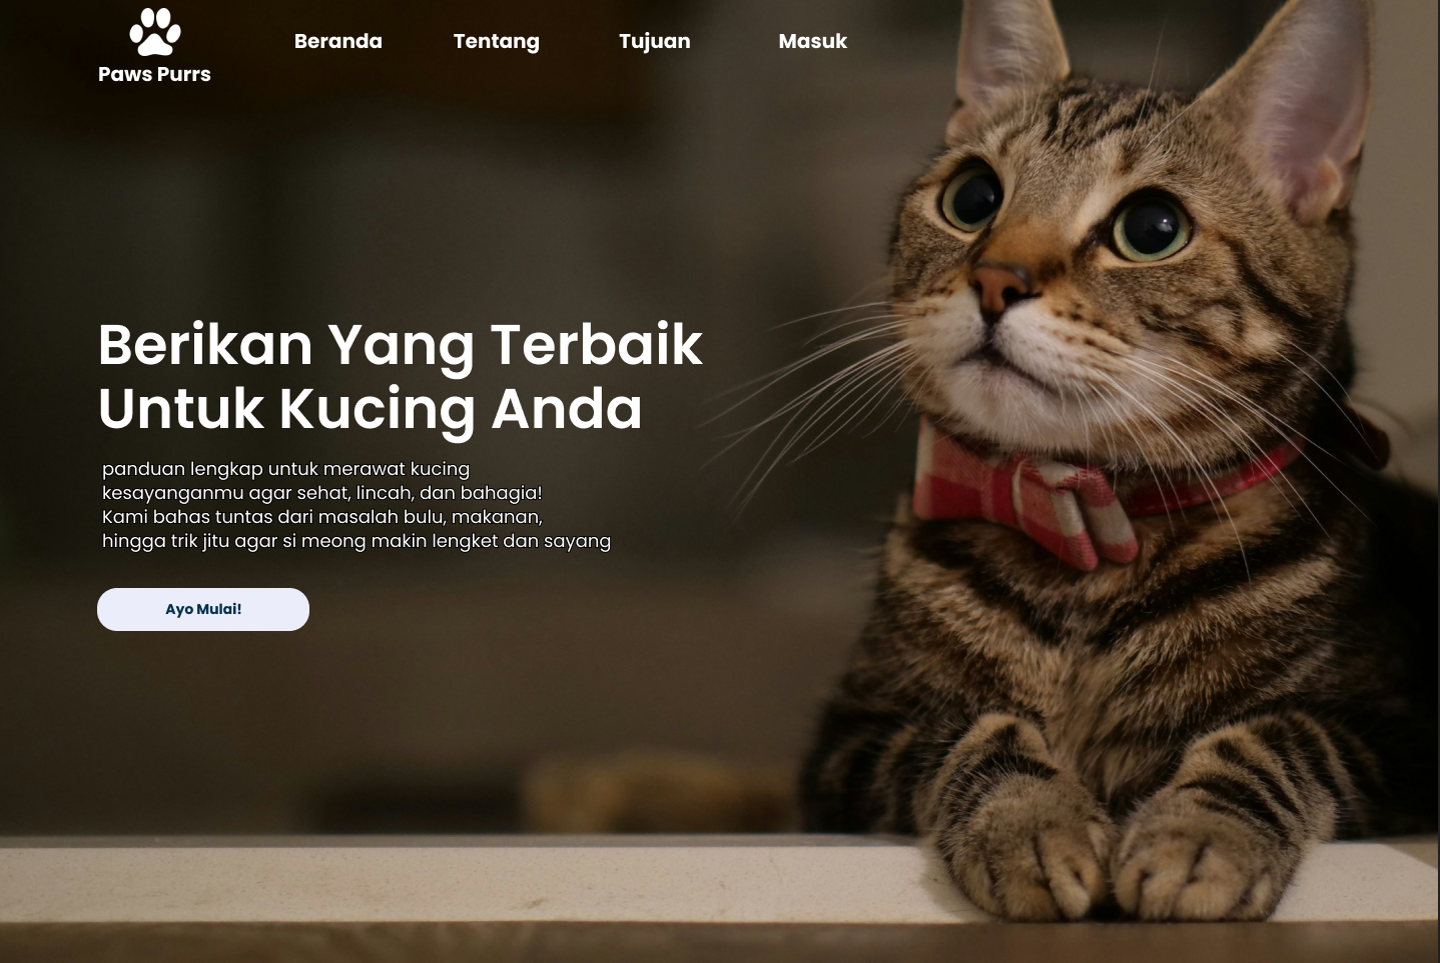 Paws Purrs
Beranda
Tentang
Tujuan
Masuk
Berikan Yang Terbaik
Untuk Kucing Anda
panduan lengkap untuk merawat kucing
kesayanganmu agar sehat, lincah, dan bahagia!
Kami bahas tuntas dari masalah bulu, makanan,
hingga trik jitu agar si meong makin lengket dan sayang
Ayo Mulai!